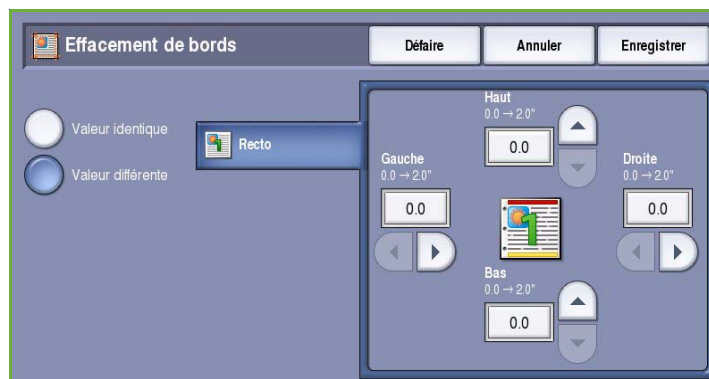 Effacement de bords
Défaire
Annuler
Enregistrer
Valeur identique
Valeur différente
Recto
Haut
0.0 → 2.0"
0.0
Gauche
0.0 → 2.0"
0.0
Droite
0.0 → 2.0"
0.0
1
Bas
0.0 → 2.0"
0.0